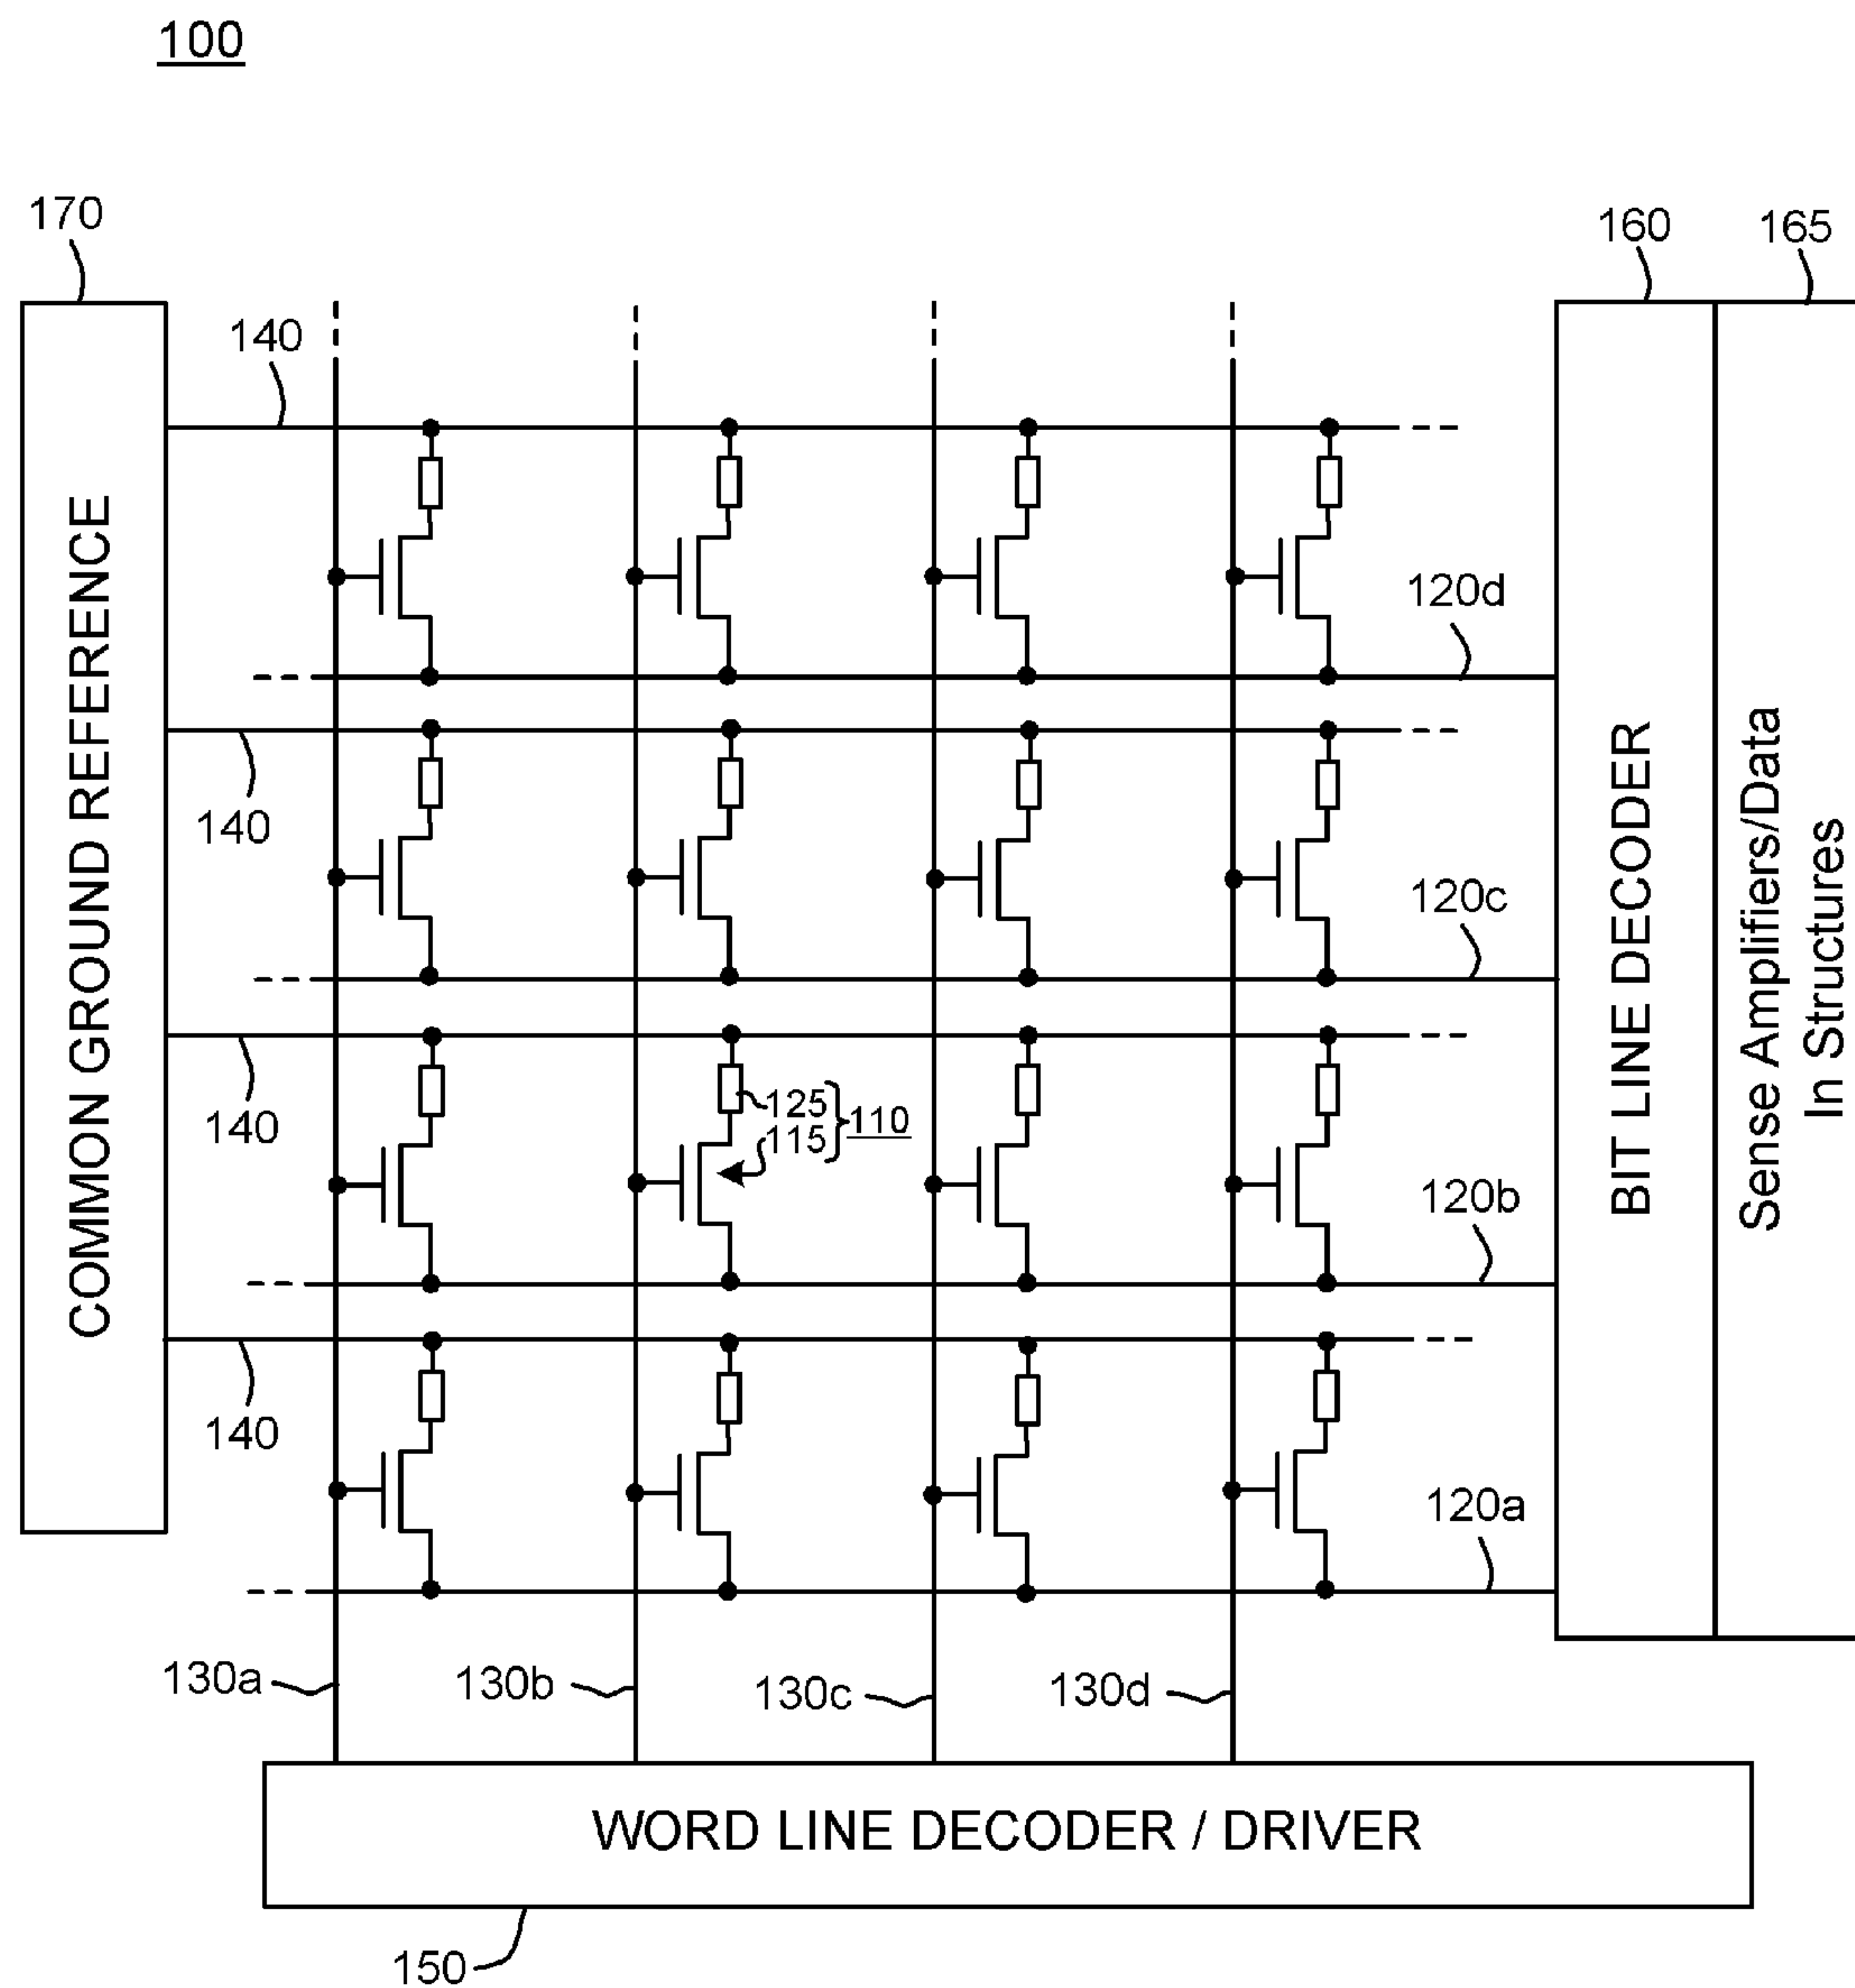 100
170
160
165
140
COMMON GROUND REFERENCE
BIT LINE DECODER
Sense Amplifiers/Data
In Structures
120d
140
120c
140
125
115
110
120b
140
120a
130a
130b
130c
130d
WORD LINE DECODER / DRIVER
150